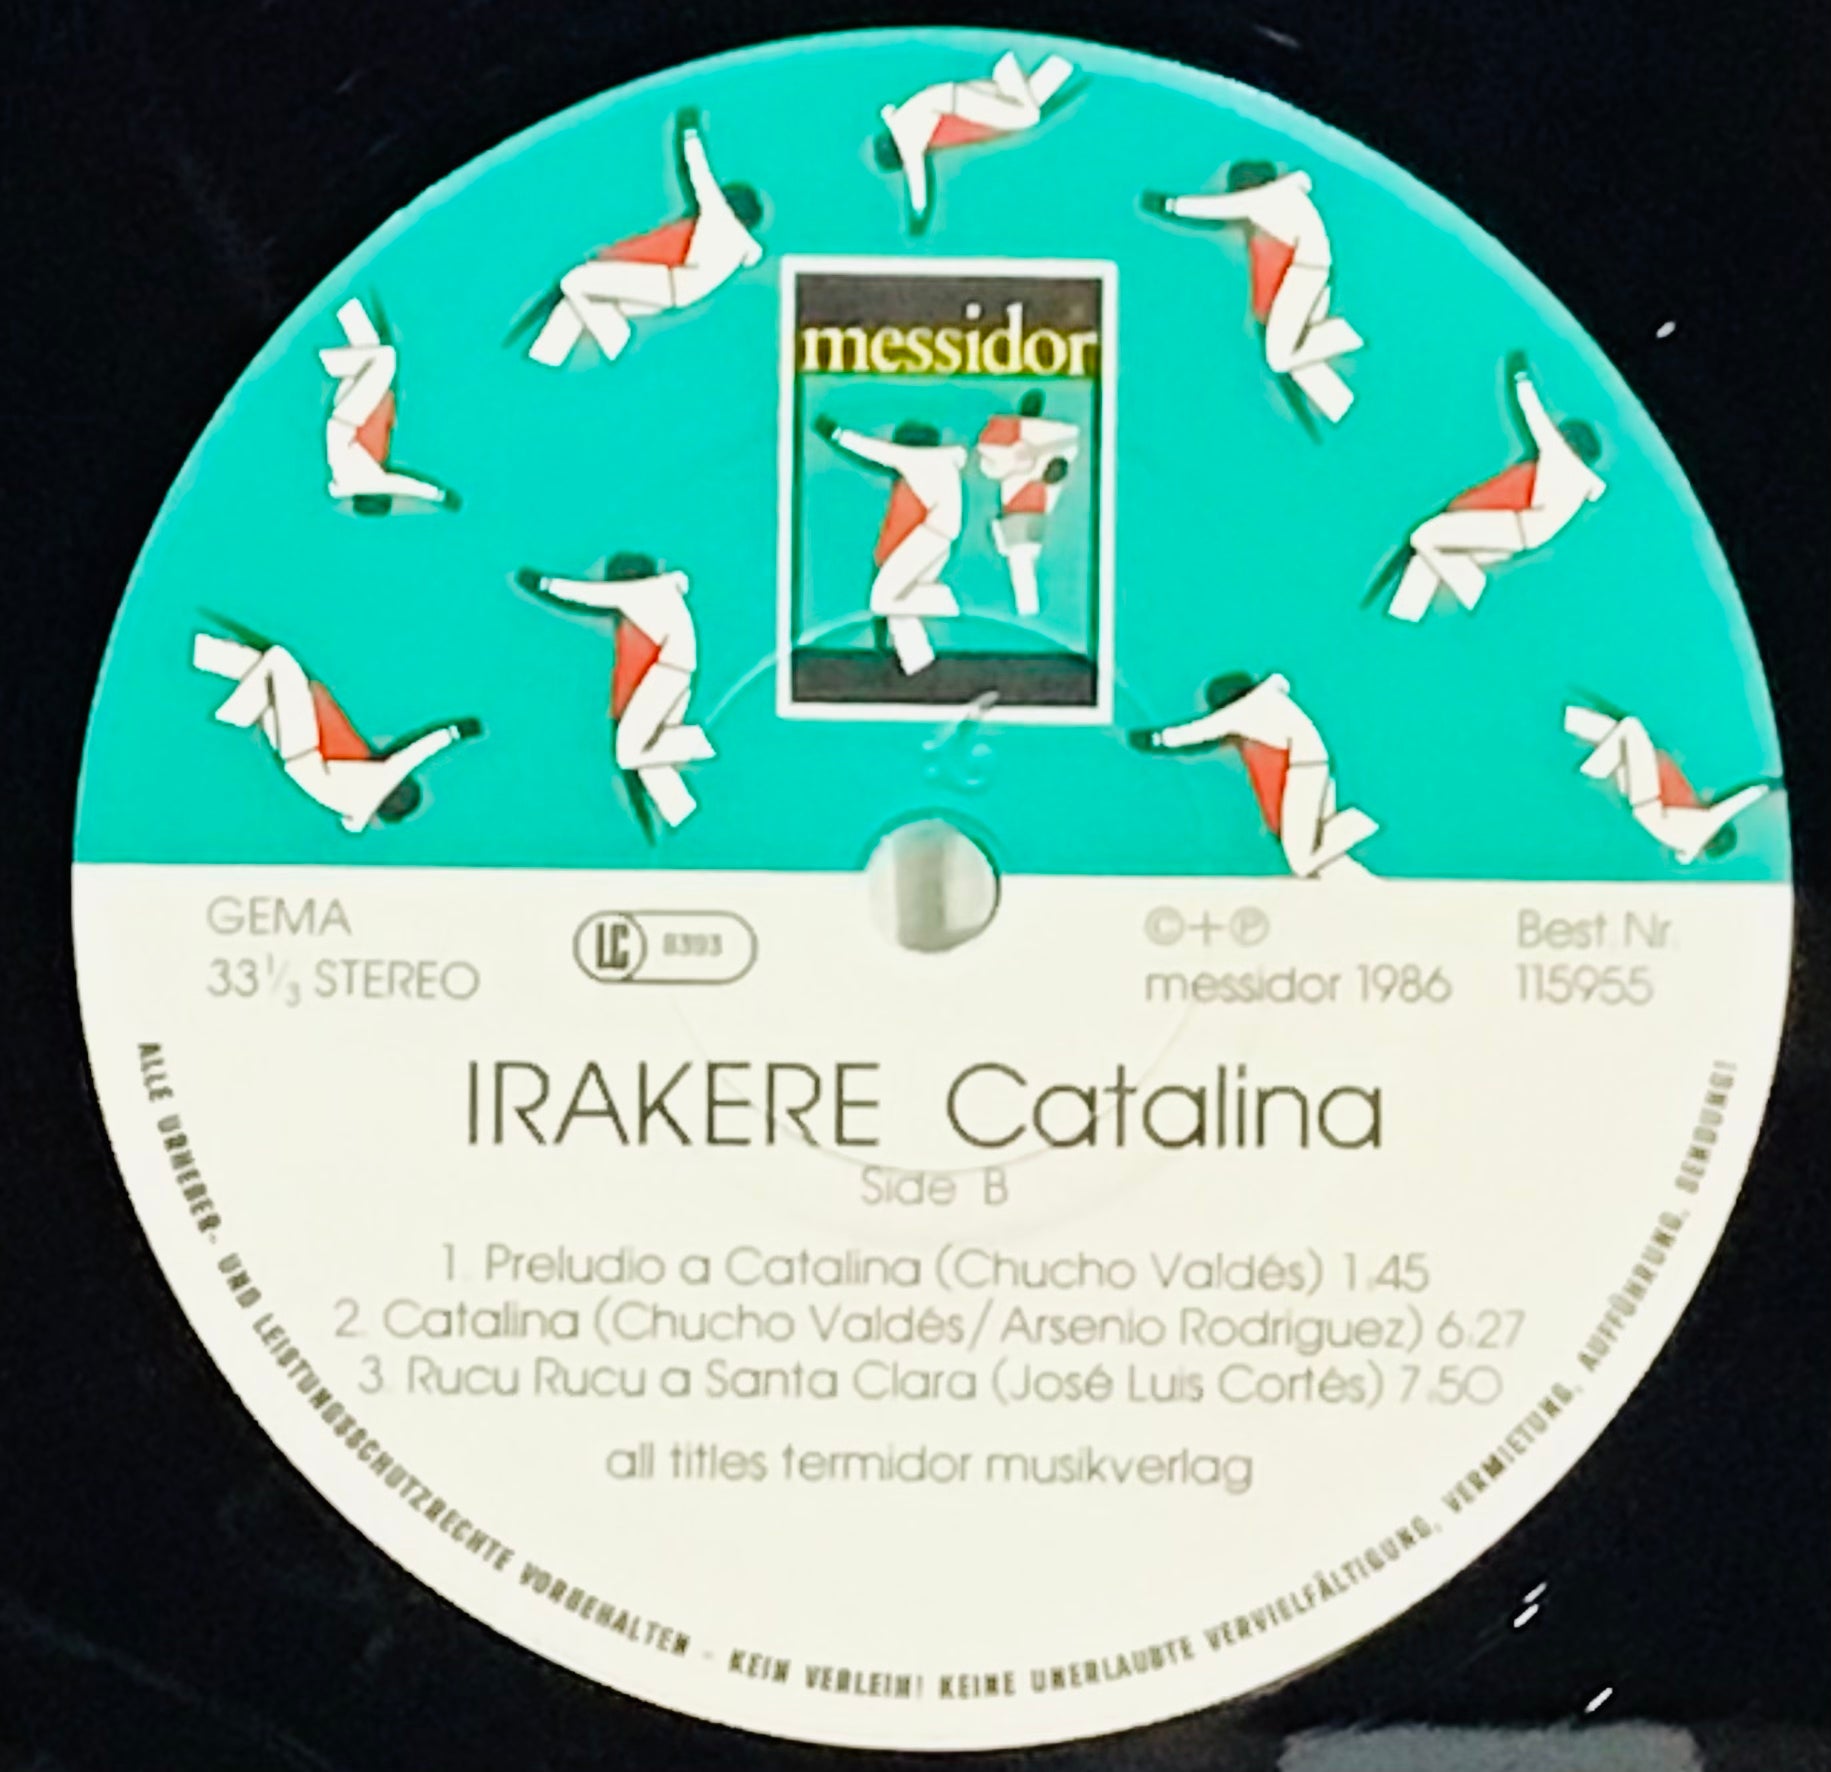 messidor
GEMA
33 1/3 STEREO
LC
©+℗
messidor 1986
Best. Nr.
115955
IRAKERE Catalina
Side B
1. Preludio a Catalina (Chucho Valdés) 1.45
2. Catalina (Chucho Valdés/Arsenio Rodriguez) 6.27
3. Rucu Rucu a Santa Clara (José Luis Cortés) 7.50
all titles termidor musikverlag
ALLE URHEBER- UND LEISTUNGSSCHUTZRECHTE VORBEHALTEN - KEIN VERLEIH! KEINE UNERLAUBTE VERVIELFÄLTIGUNG, VERMIETUNG, AUFFÜHRUNG, SENDUNG!